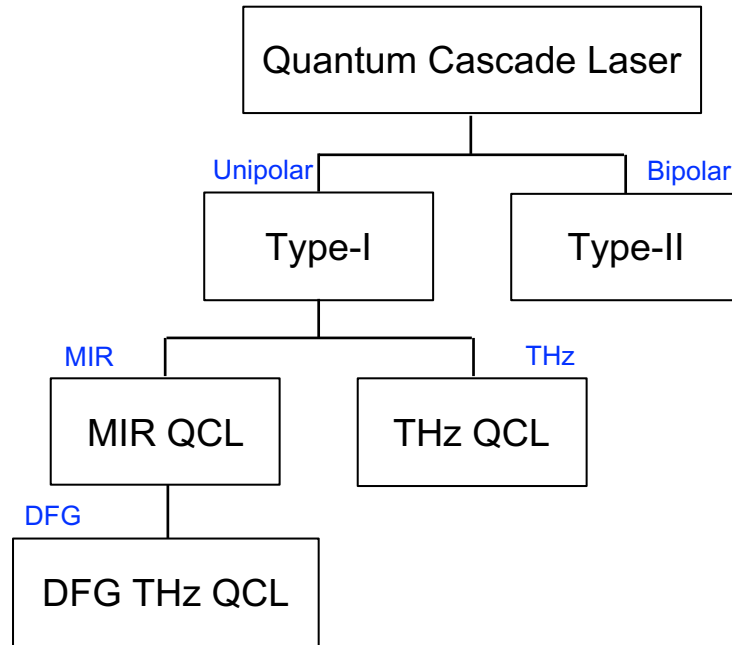 Quantum Cascade Laser
Unipolar
Bipolar
Type-I
Type-II
MIR
THz
MIR QCL
THz QCL
DFG
DFG THz QCL